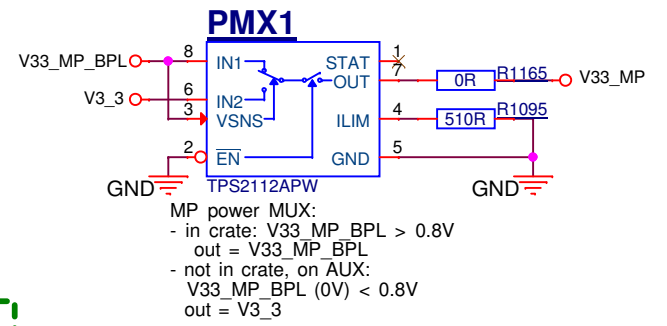 PMX1
V33_MP_BPL 8 IN1 STAT 1
OUT 7 0R R1165 V33_MP
V3_3 6 IN2
3 VSNS ILIM 4 510R R1095
2 EN GND 5
GND TPS2112APW GND
MP power MUX:
- in crate: V33_MP_BPL > 0.8V
out = V33_MP_BPL
- not in crate, on AUX:
V33_MP_BPL (0V) < 0.8V
out = V3_3